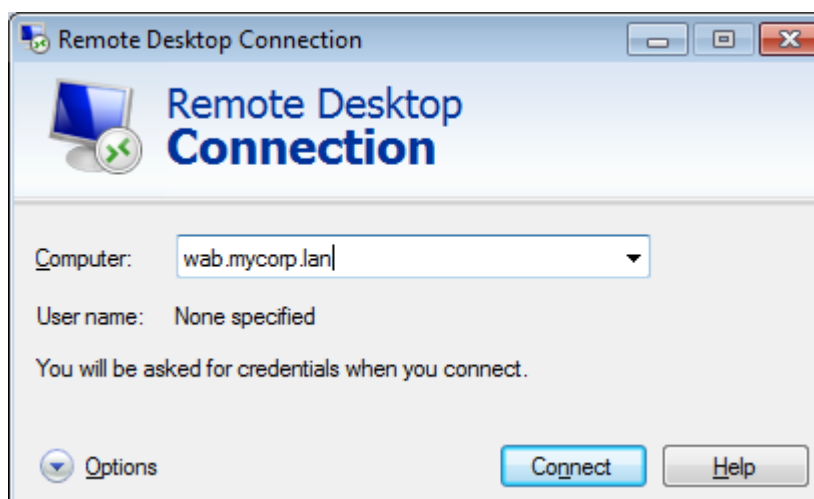 Remote Desktop Connection
Remote Desktop
Connection
Computer: wab.mycorp.lan
User name: None specified
You will be asked for credentials when you connect.
Options Connect Help